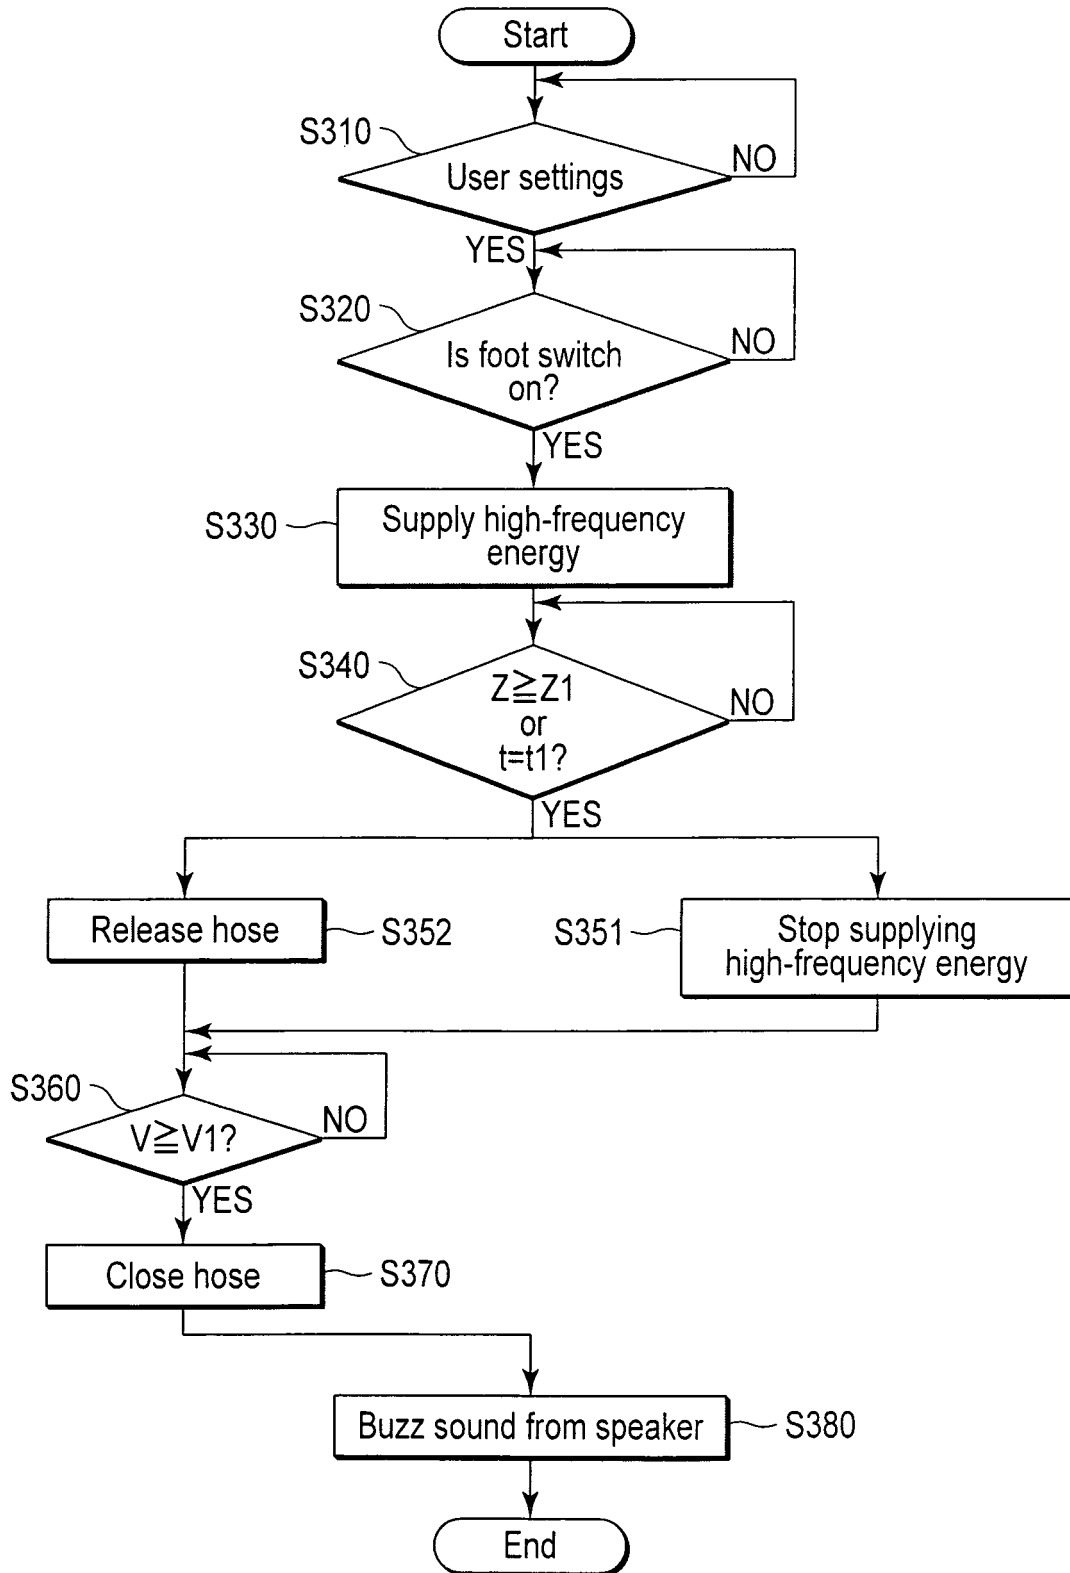 Start
S310
User settings
NO
YES
S320
Is foot switch
on?
NO
YES
S330
Supply high-frequency
energy
S340
Z≧Z1
or
t=t1?
NO
YES
Release hose
S352
S351
Stop supplying
high-frequency energy
S360
V≧V1?
NO
YES
Close hose
S370
Buzz sound from speaker
S380
End